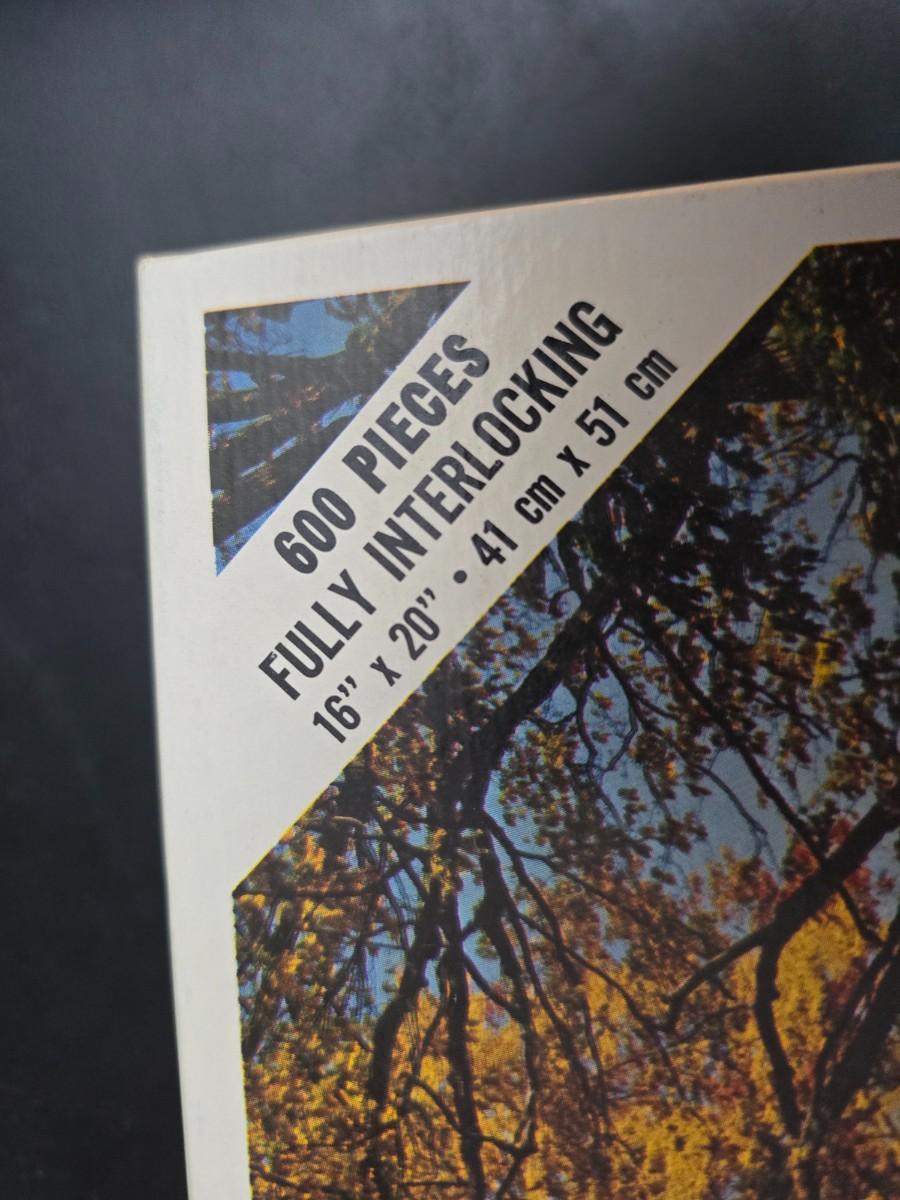 600 PIECES
FULLY INTERLOCKING
16” x 20” • 41 cm x 51 cm